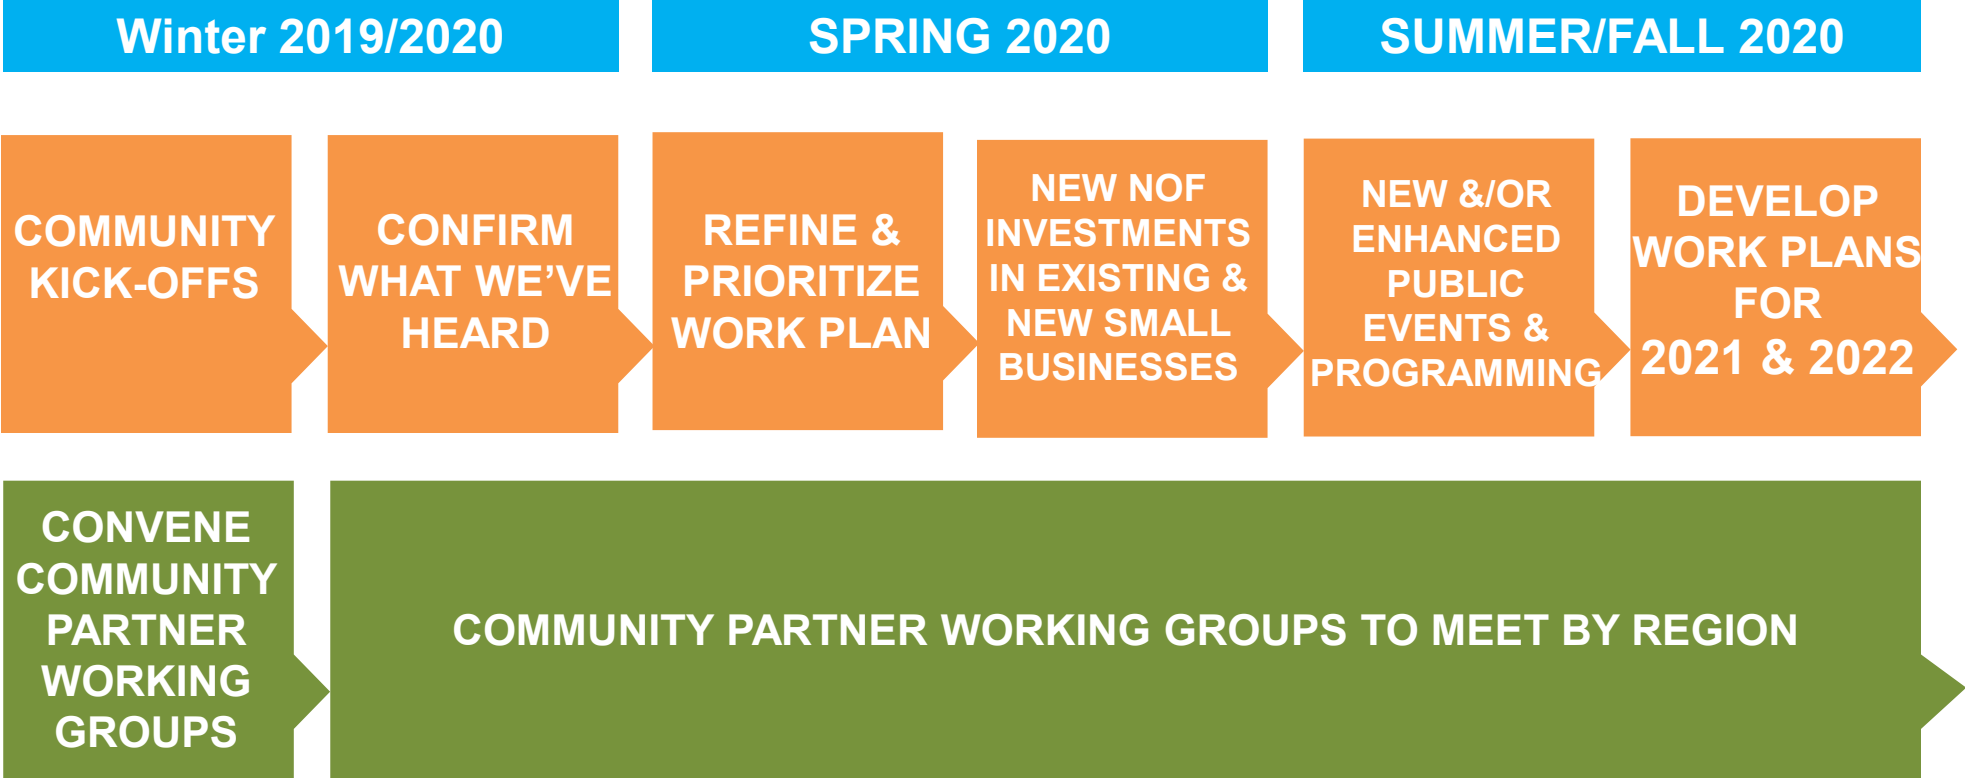 Winter 2019/2020
SPRING 2020
SUMMER/FALL 2020
COMMUNITY
KICK-OFFS
CONFIRM
WHAT WE’VE
HEARD
REFINE &
PRIORITIZE
WORK PLAN
NEW NOF
INVESTMENTS
IN EXISTING &
NEW SMALL
BUSINESSES
NEW &/OR
ENHANCED
PUBLIC
EVENTS &
PROGRAMMING
DEVELOP
WORK PLANS
FOR
2021 & 2022
CONVENE
COMMUNITY
PARTNER
WORKING
GROUPS
COMMUNITY PARTNER WORKING GROUPS TO MEET BY REGION